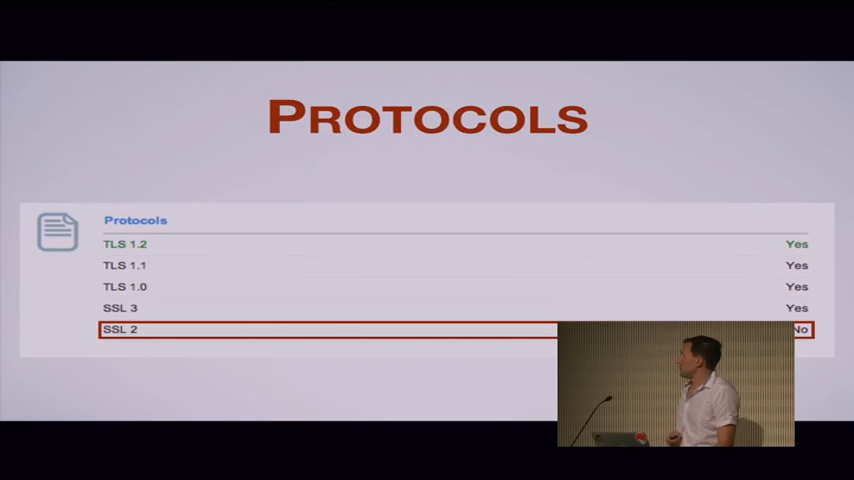 PROTOCOLS
Protocols
TLS 1.2 Yes
TLS 1.1 Yes
TLS 1.0 Yes
SSL 3 Yes
SSL 2 No